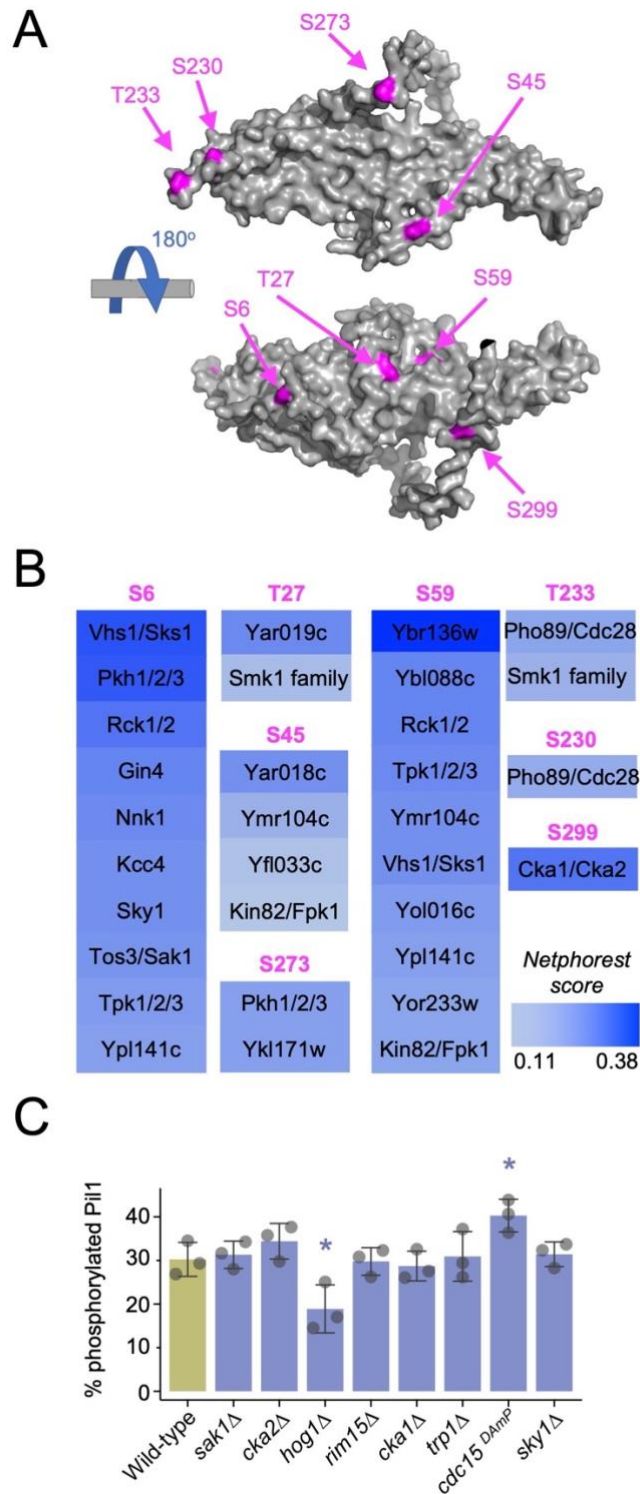 A
S273
S230
S45
T233
180°
T27
S59
S6
S299
B
S6
T27
S59
T233
Vhs1/Sks1
Yar019c
Ybr136w
Pho89/Cdc28
Pkh1/2/3
Smk1 family
Ybl088c
Smk1 family
Rck1/2
S45
Rck1/2
S230
Gin4
Yar018c
Tpk1/2/3
Pho89/Cdc28
Nnk1
Ymr104c
Ymr104c
S299
Kcc4
Yfl033c
Vhs1/Sks1
Cka1/Cka2
Sky1
Kin82/Fpk1
Yol016c
Tos3/Sak1
S273
Ypl141c
Netphorest
score
Tpk1/2/3
Pkh1/2/3
Yor233w
Ypl141c
Ykl171w
Kin82/Fpk1
0.11 0.38
C
% phosphorylated Pil1
40
30
20
10
0
*
*
Wild-type
sak1Δ
cka2Δ
hog1Δ
rim15Δ
cka1Δ
trp1Δ
cdc15 DAmP
sky1Δ